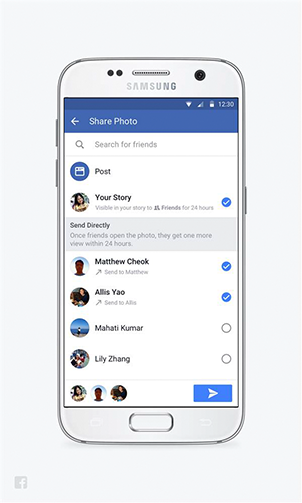 SAMSUNG
12:30
Share Photo
Search for friends
Post
Your Story
Visible in your story to Friends for 24 hours
Send Directly
Once friends open the photo, they get one more
view within 24 hours.
Matthew Cheok
Send to Matthew
Allis Yao
Send to Allis
Mahati Kumar
Lily Zhang